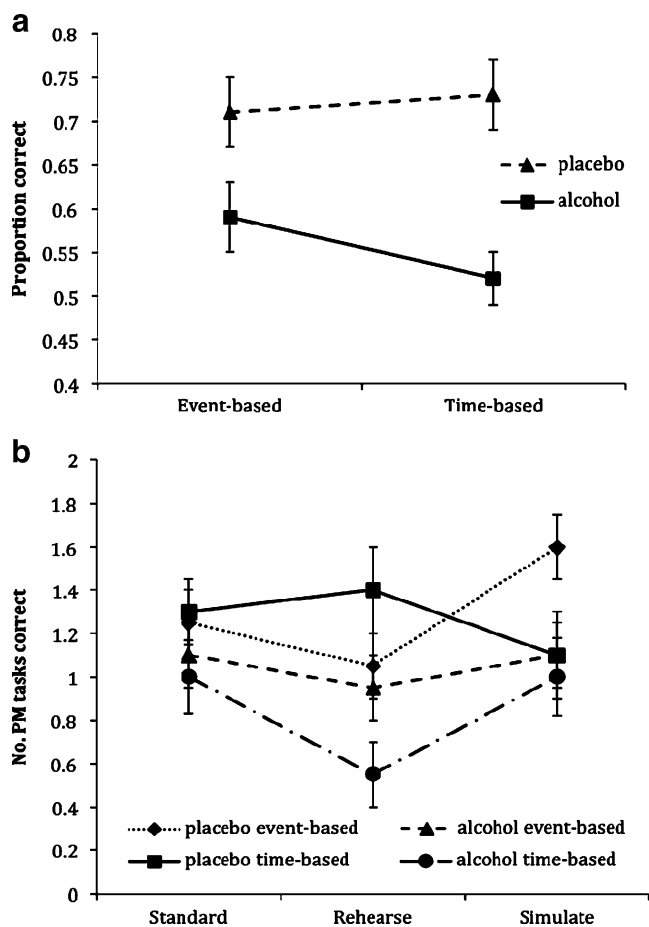 a
0.8
0.75
0.7
0.65
0.6
0.55
0.5
0.45
0.4
Proportion correct
placebo
alcohol
Event-based Time-based
b
2
1.8
1.6
1.4
1.2
1
0.8
0.6
0.4
0.2
0
No. PM tasks correct
placebo event-based alcohol event-based
placebo time-based alcohol time-based
Standard Rehearse Simulate